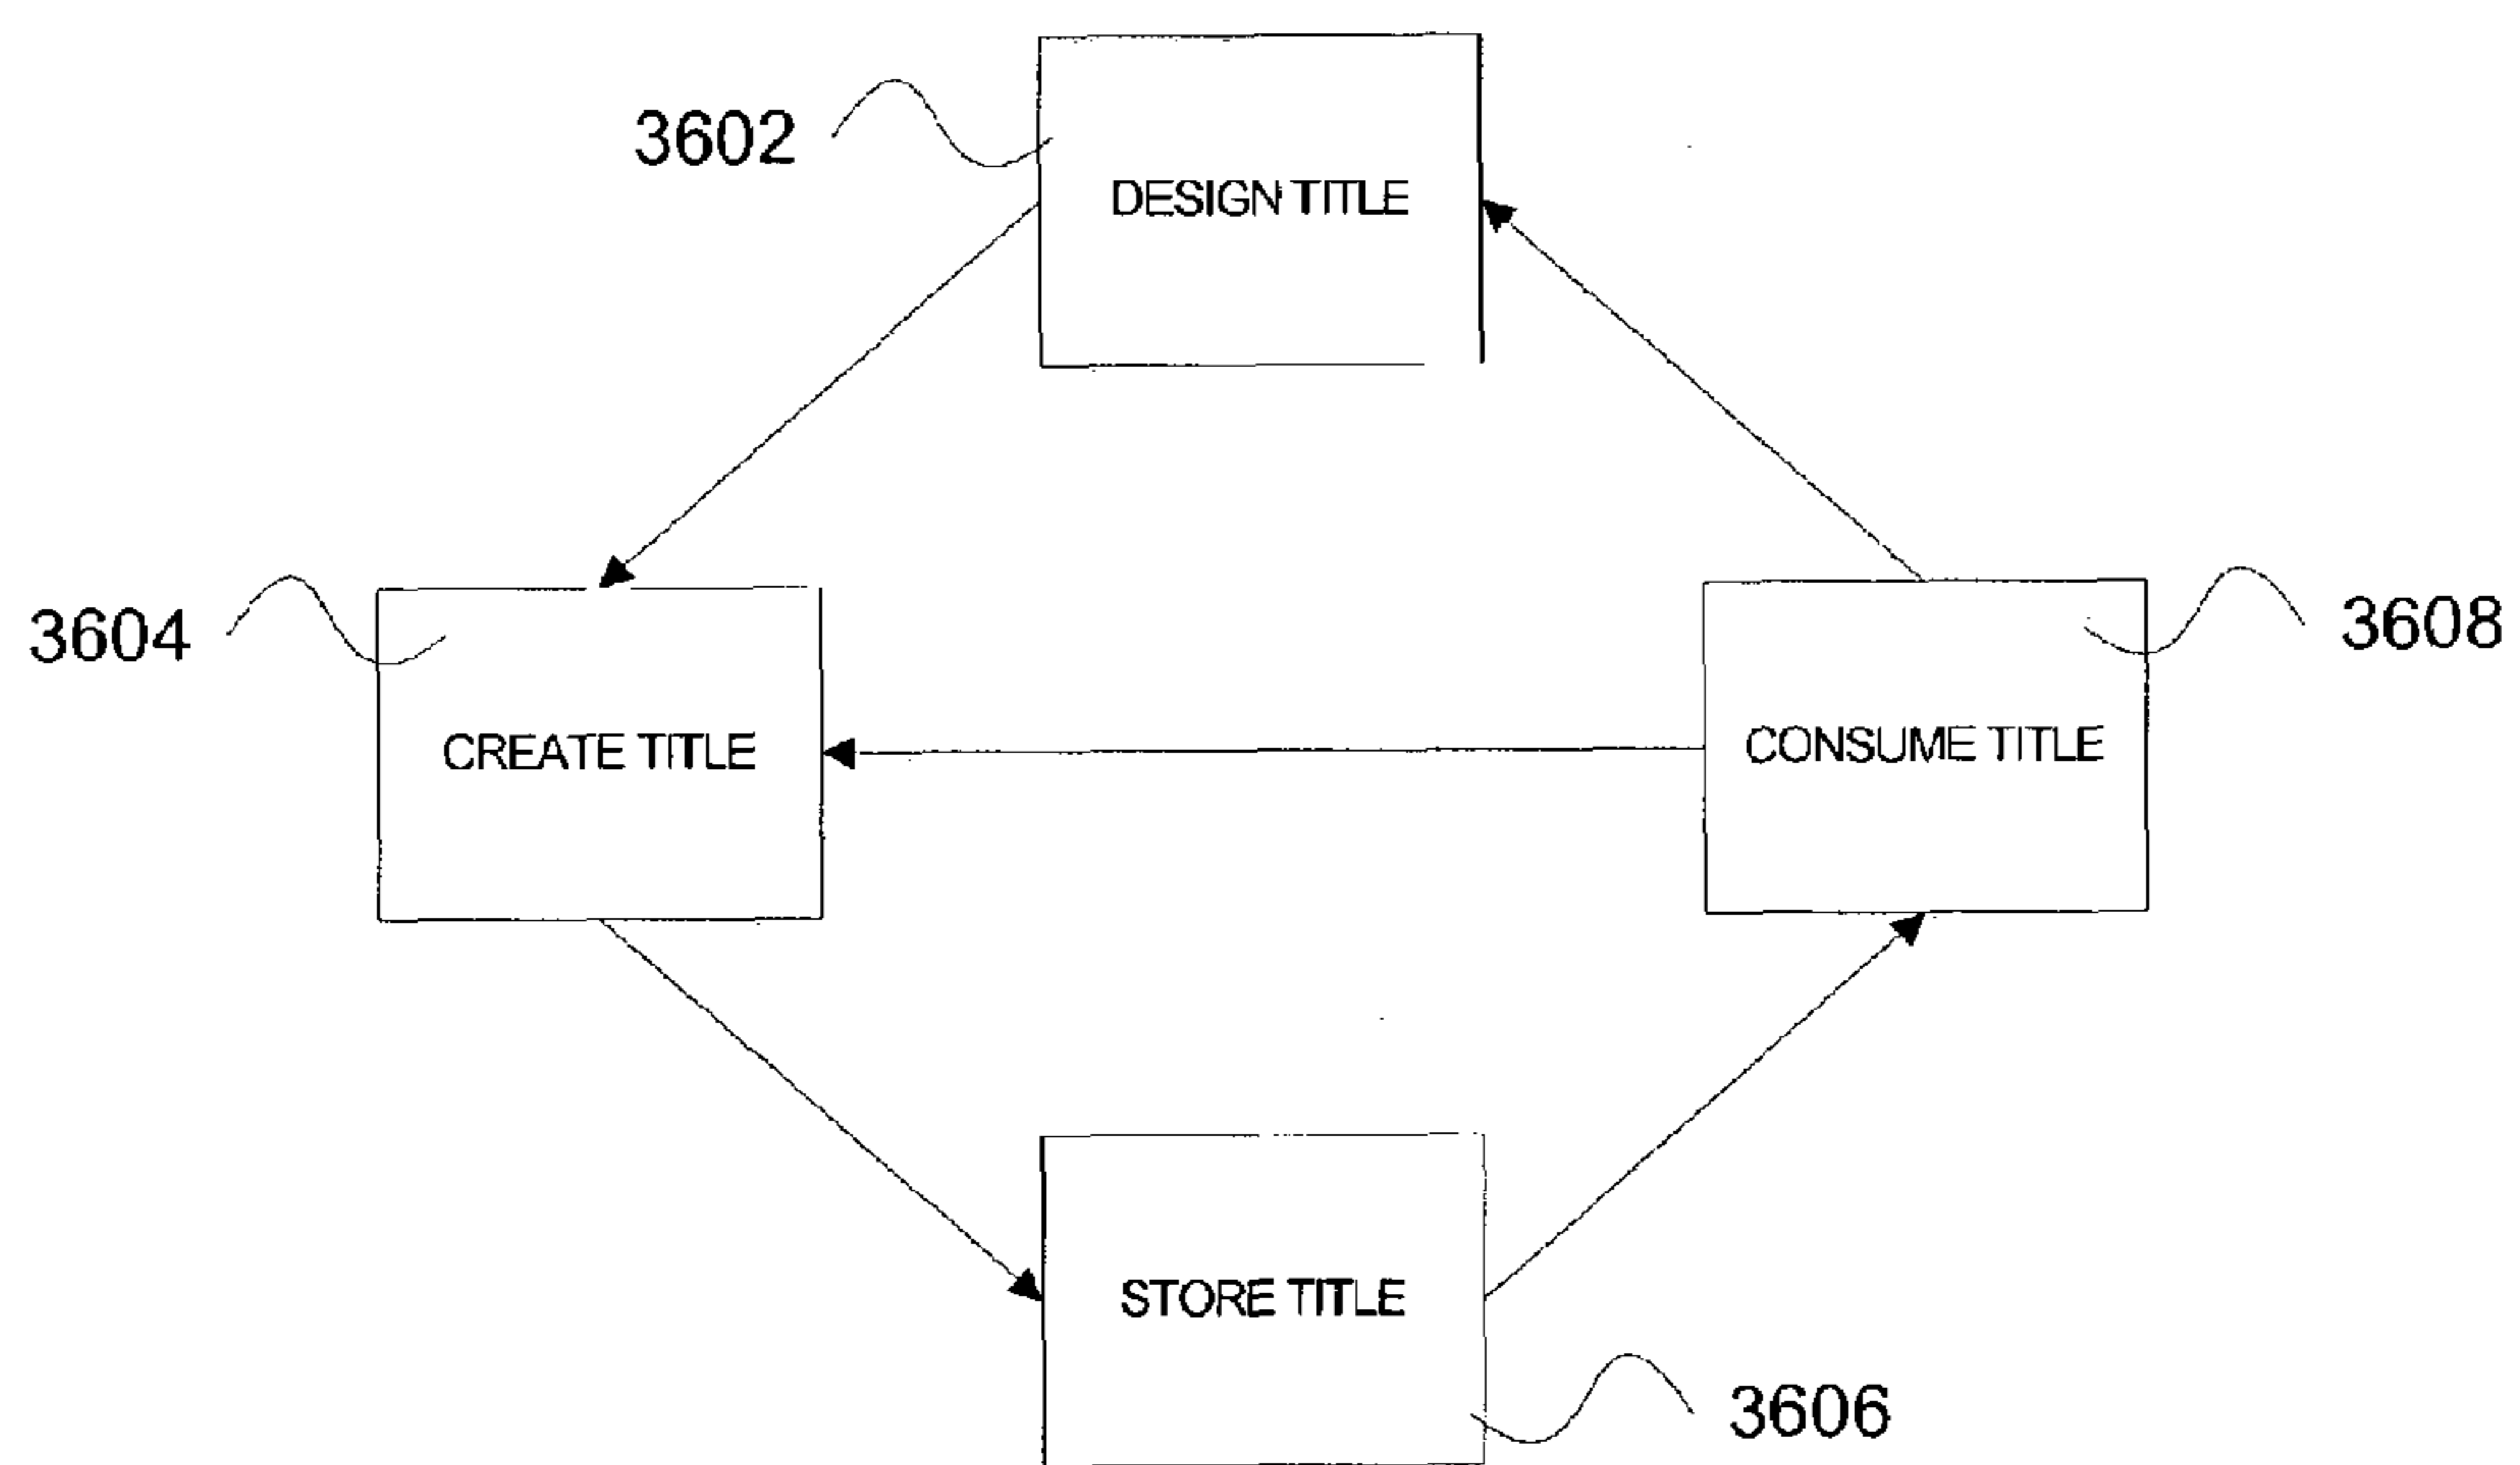 3602
DESIGN TITLE
3604
CREATE TITLE
CONSUME TITLE
3608
STORE TITLE
3606